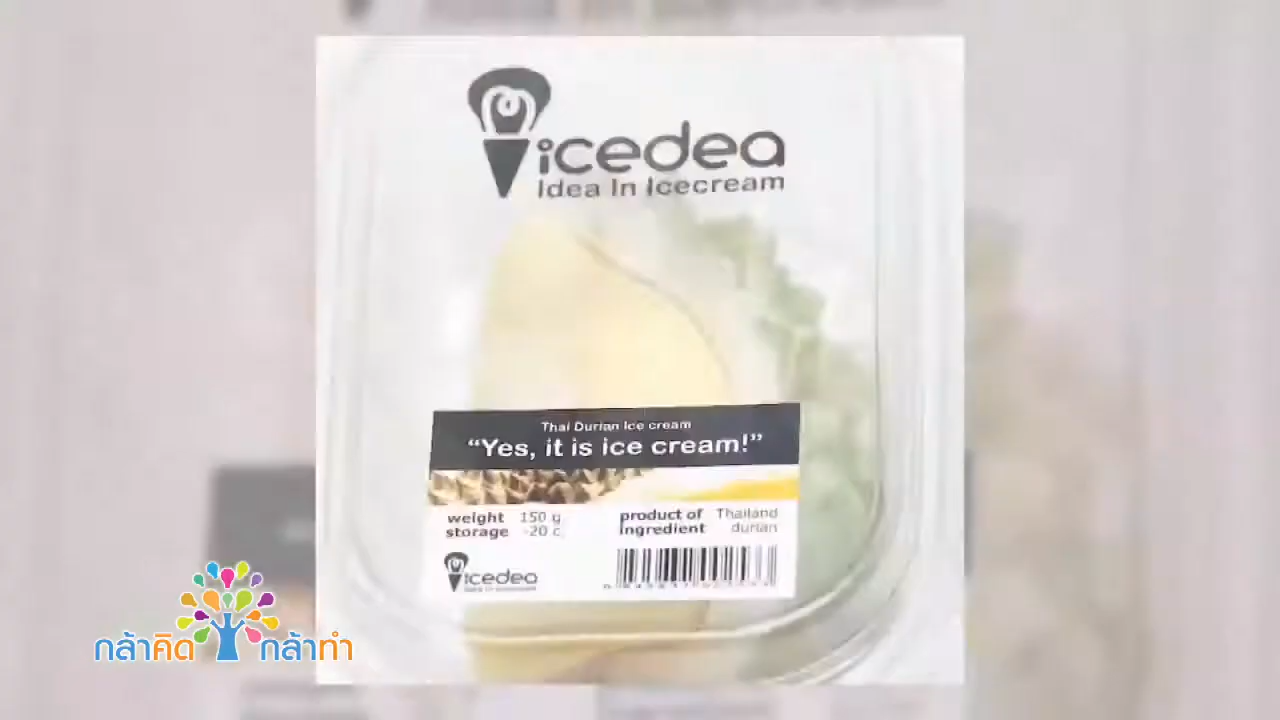 icedea
Idea In Icecream
Thai Durian Ice cream
“Yes, it is ice cream!”
weight 150 g.
storage -20 c.
product of Thailand
ingredient durian
icedea
กล้าคิด กล้าทำ